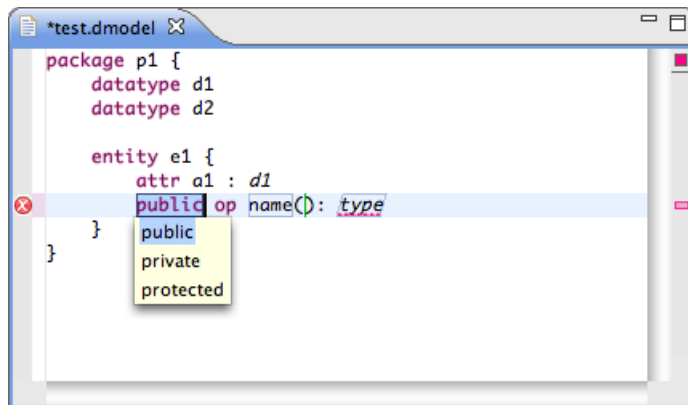 *test.dmodel
package p1 {
    datatype d1
    datatype d2

    entity e1 {
        attr a1 : d1
        public op name(): type
    }
}
public
private
protected